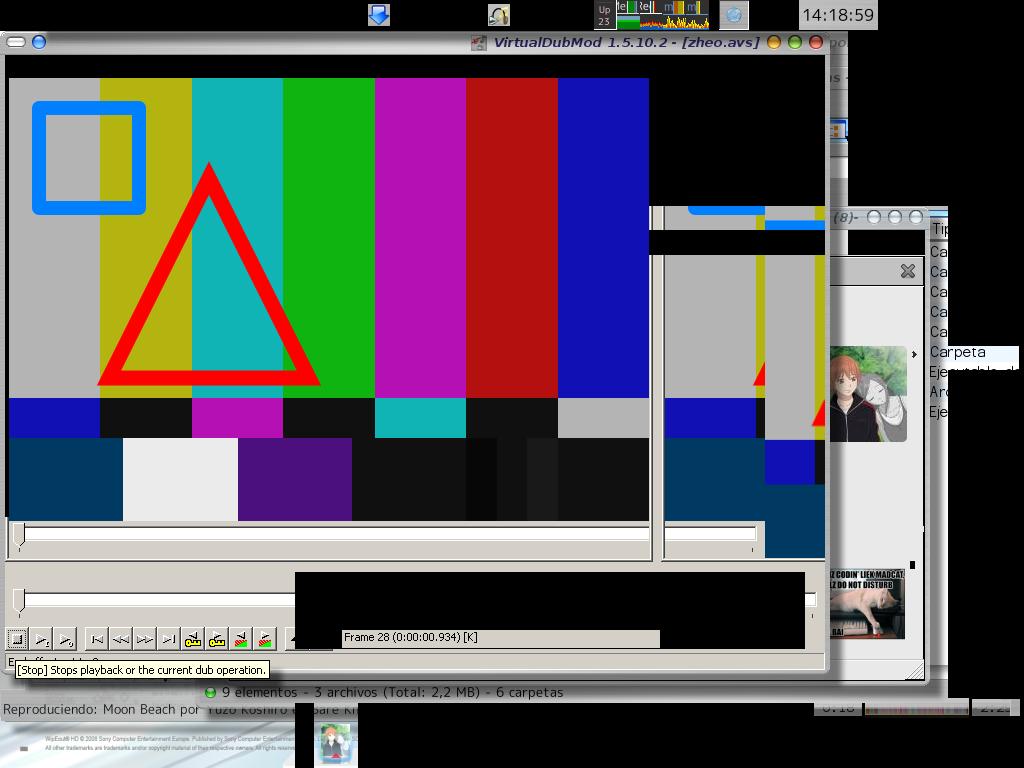 Up
23
14:18:59
VirtualDubMod 1.5.10.2 - [zheo.avs]
(8)-
Tip
Ca
Ca
Ca
Ca
Ca
Carpeta
Eje
Arc
Eje
Z CODIN' LIEK MADCAT,
LZ DO NOT DISTURB
Frame 28 (0:00:00.934) [K]
[Stop] Stops playback or the current dub operation.
9 elementos - 3 archivos (Total: 2,2 MB) - 6 carpetas
Reproduciendo: Moon Beach por Yuzo Koshiro
WipEout® HD © 2008 Sony Computer Entertainment Europe. Published by Sony Computer Entertainment
All other trademarks are trademarks and/or copyright material of their respective owners. All rights rese